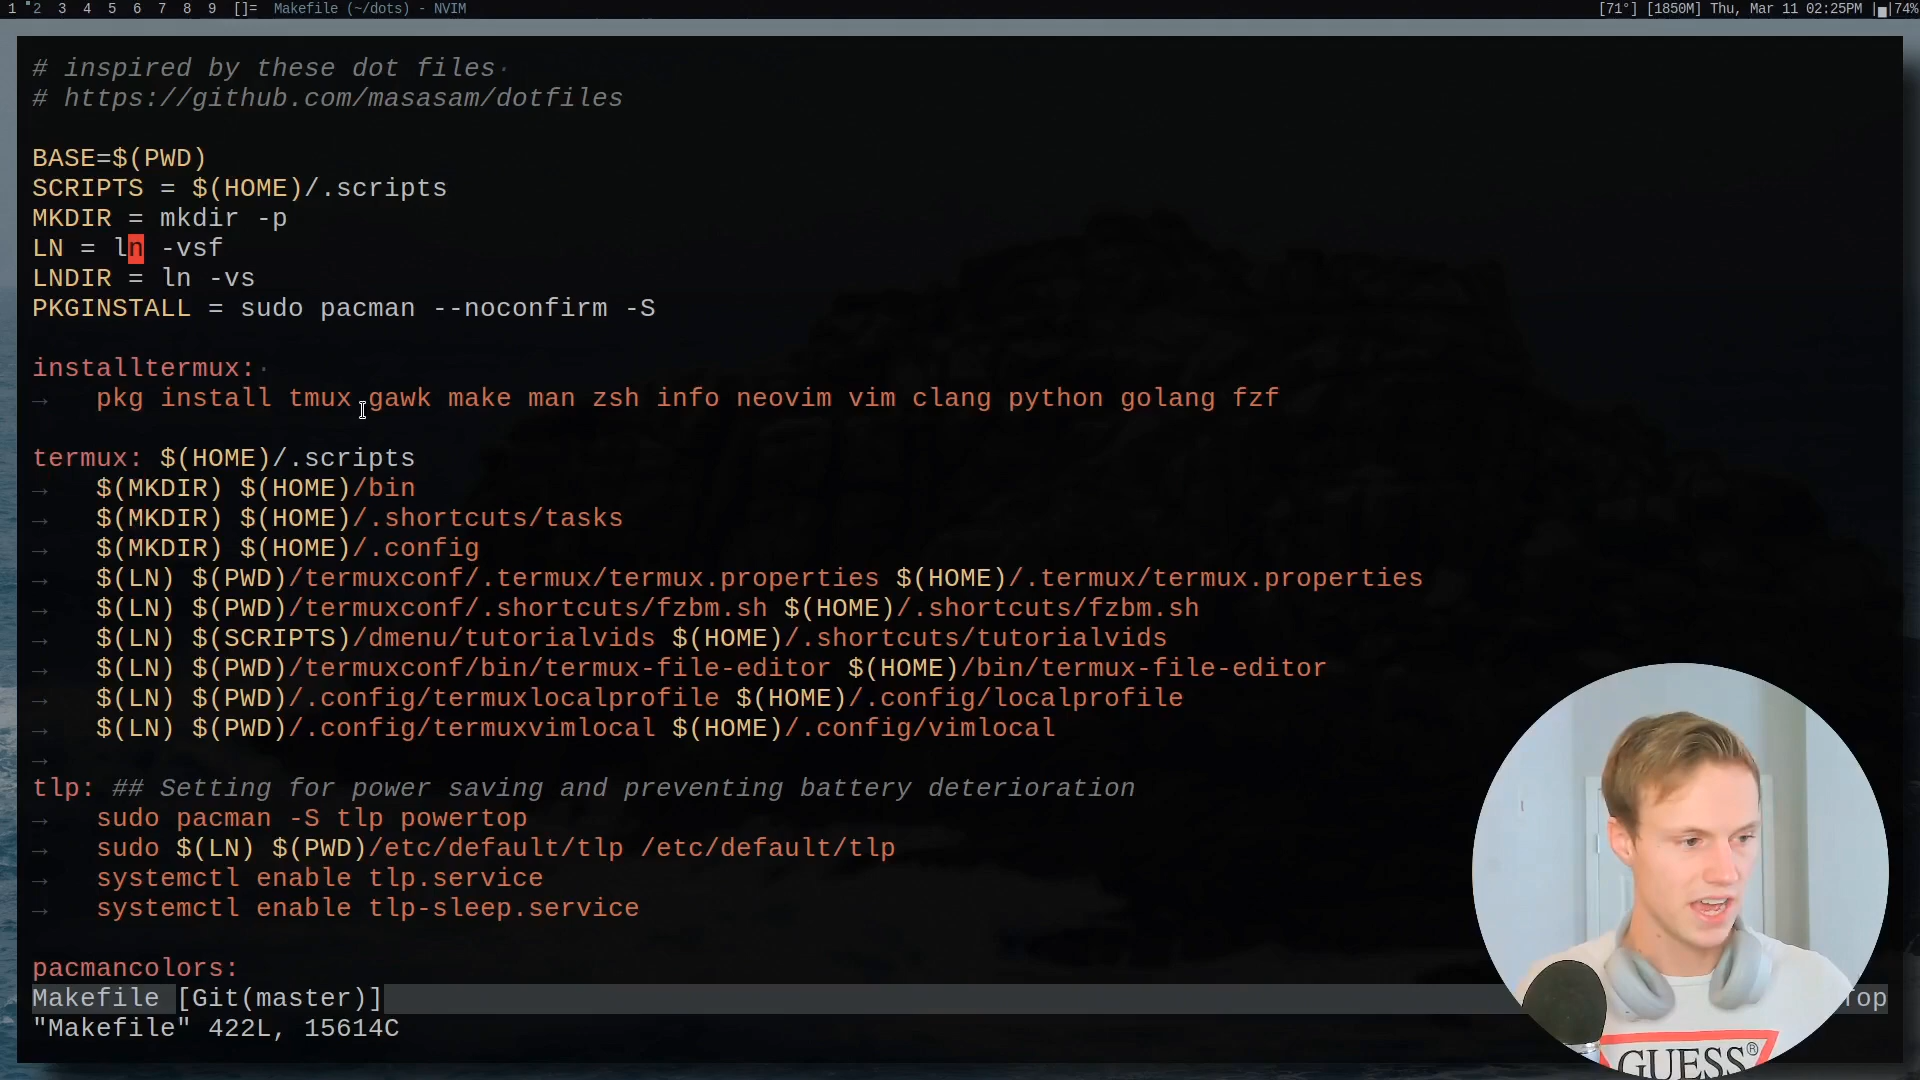 1 2 3 4 5 6 7 8 9 []= Makefile (~/dots) - NVIM [71°] [1850M] Thu, Mar 11 02:25PM 74%
# inspired by these dot files
# https://github.com/masasam/dotfiles
BASE=$(PWD)
SCRIPTS = $(HOME)/.scripts
MKDIR = mkdir -p
LN = ln -vsf
LNDIR = ln -vs
PKGINSTALL = sudo pacman --noconfirm -S
installtermux:
pkg install tmux gawk make man zsh info neovim vim clang python golang fzf
termux: $(HOME)/.scripts
$(MKDIR) $(HOME)/bin
$(MKDIR) $(HOME)/.shortcuts/tasks
$(MKDIR) $(HOME)/.config
$(LN) $(PWD)/termuxconf/.termux/termux.properties $(HOME)/.termux/termux.properties
$(LN) $(PWD)/termuxconf/.shortcuts/fzbm.sh $(HOME)/.shortcuts/fzbm.sh
$(LN) $(SCRIPTS)/dmenu/tutorialvids $(HOME)/.shortcuts/tutorialvids
$(LN) $(PWD)/termuxconf/bin/termux-file-editor $(HOME)/bin/termux-file-editor
$(LN) $(PWD)/.config/termuxlocalprofile $(HOME)/.config/localprofile
$(LN) $(PWD)/.config/termuxvimlocal $(HOME)/.config/vimlocal
tlp: ## Setting for power saving and preventing battery deterioration
sudo pacman -S tlp powertop
sudo $(LN) $(PWD)/etc/default/tlp /etc/default/tlp
systemctl enable tlp.service
systemctl enable tlp-sleep.service
pacmancolors:
Makefile [Git(master)] Top
"Makefile" 422L, 15614C
GUESS®